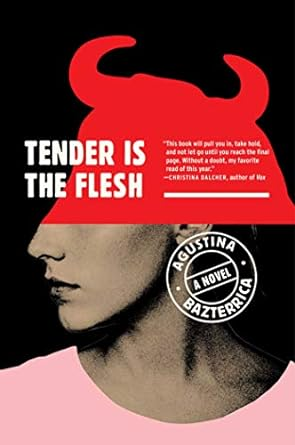 TENDER IS
THE FLESH
"This book will pull you in, take hold,
and not let go until you reach the final
page. Without a doubt, my favorite
read of this year."
—CHRISTINA DALCHER, author of Vox
AGUSTINA
A NOVEL
BAZTERRICA